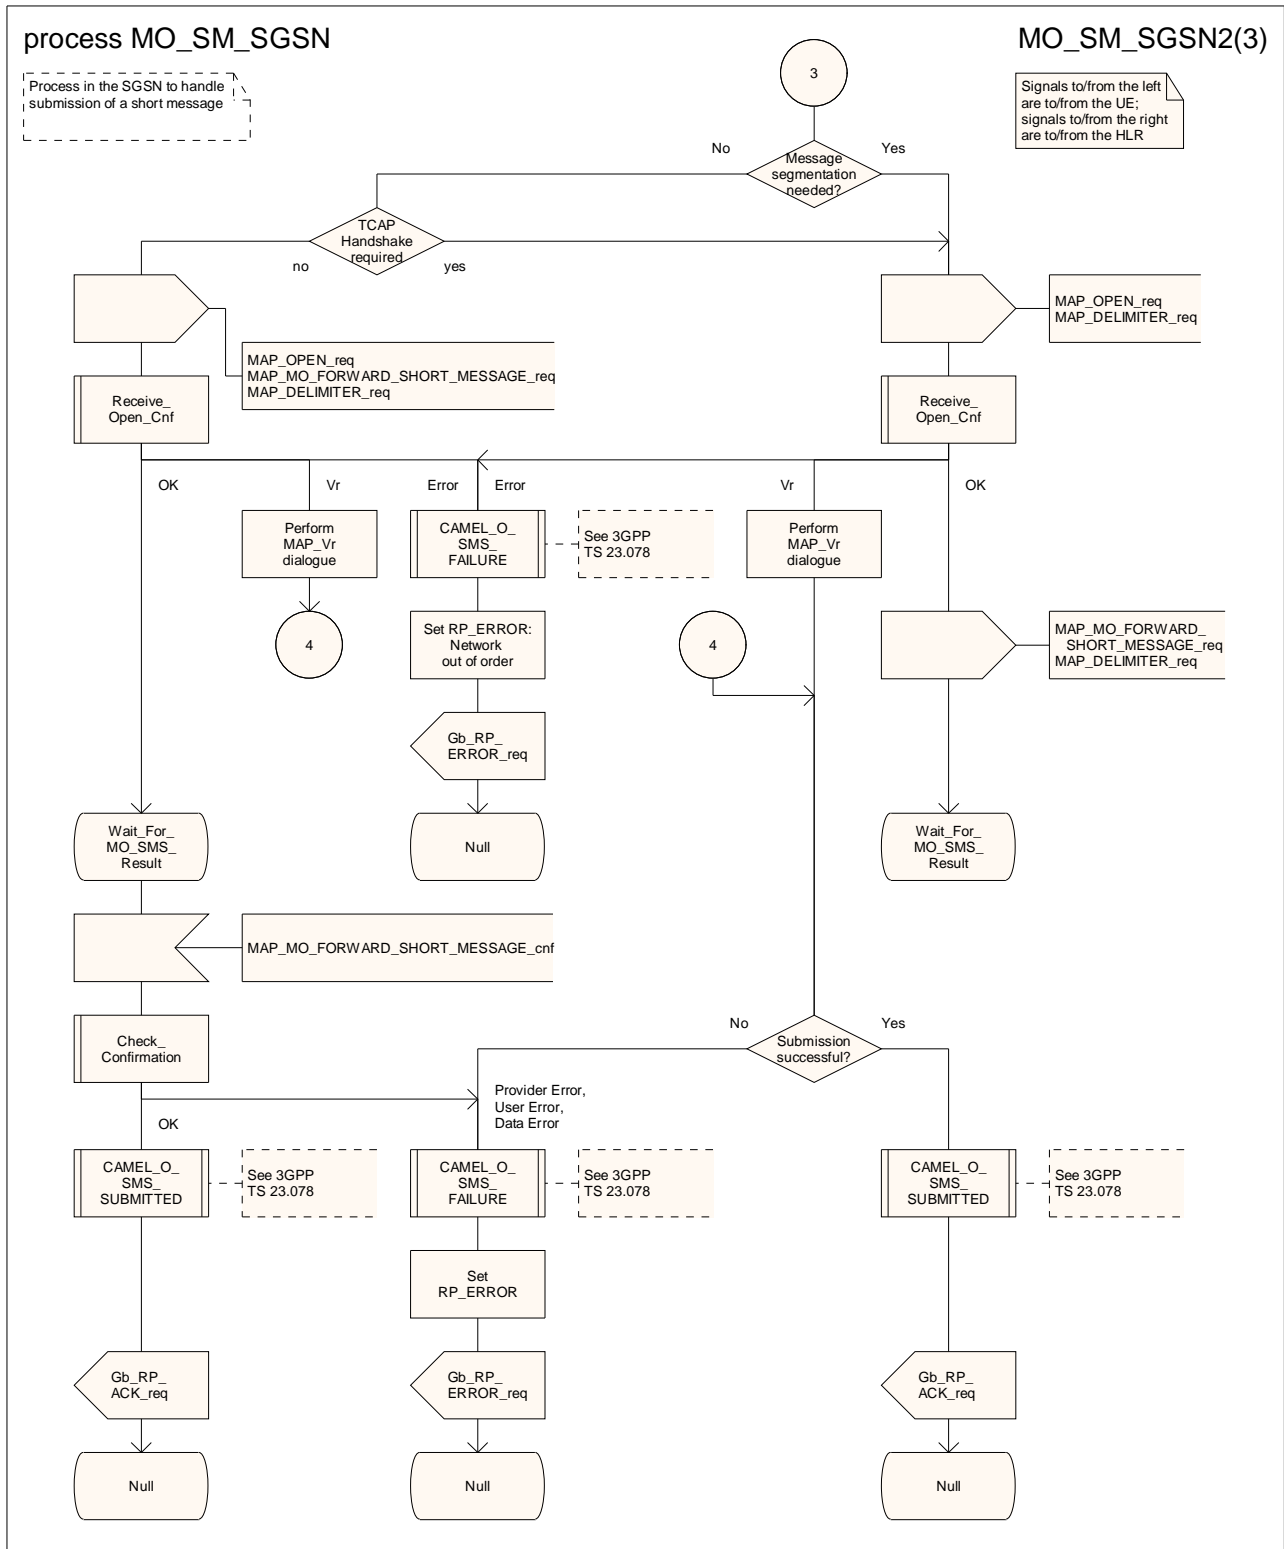 process MO_SM_SGSN
MO_SM_SGSN2(3)
Process in the SGSN to handle
submission of a short message
3
Signals to/from the left
are to/from the UE;
signals to/from the right
are to/from the HLR
No
Message
segmentation
needed?
Yes
TCAP
Handshake
required
no
yes
MAP_OPEN_req
MAP_DELIMITER_req
MAP_OPEN_req
MAP_MO_FORWARD_SHORT_MESSAGE_req
MAP_DELIMITER_req
Receive_
Open_Cnf
Receive_
Open_Cnf
OK
Vr
Error
Error
Vr
OK
Perform
MAP_Vr
dialogue
CAMEL_O_
SMS_
FAILURE
See 3GPP
TS 23.078
Perform
MAP_Vr
dialogue
4
Set RP_ERROR:
Network
out of order
4
MAP_MO_FORWARD_
SHORT_MESSAGE_req
MAP_DELIMITER_req
Gb_RP_
ERROR_req
Wait_For_
MO_SMS_
Result
Null
Wait_For_
MO_SMS_
Result
MAP_MO_FORWARD_SHORT_MESSAGE_cnf
Check_
Confirmation
No
Submission
successful?
Yes
Provider Error,
User Error,
Data Error
OK
CAMEL_O_
SMS_
SUBMITTED
See 3GPP
TS 23.078
CAMEL_O_
SMS_
FAILURE
See 3GPP
TS 23.078
CAMEL_O_
SMS_
SUBMITTED
See 3GPP
TS 23.078
Set
RP_ERROR
Gb_RP_
ACK_req
Gb_RP_
ERROR_req
Gb_RP_
ACK_req
Null
Null
Null